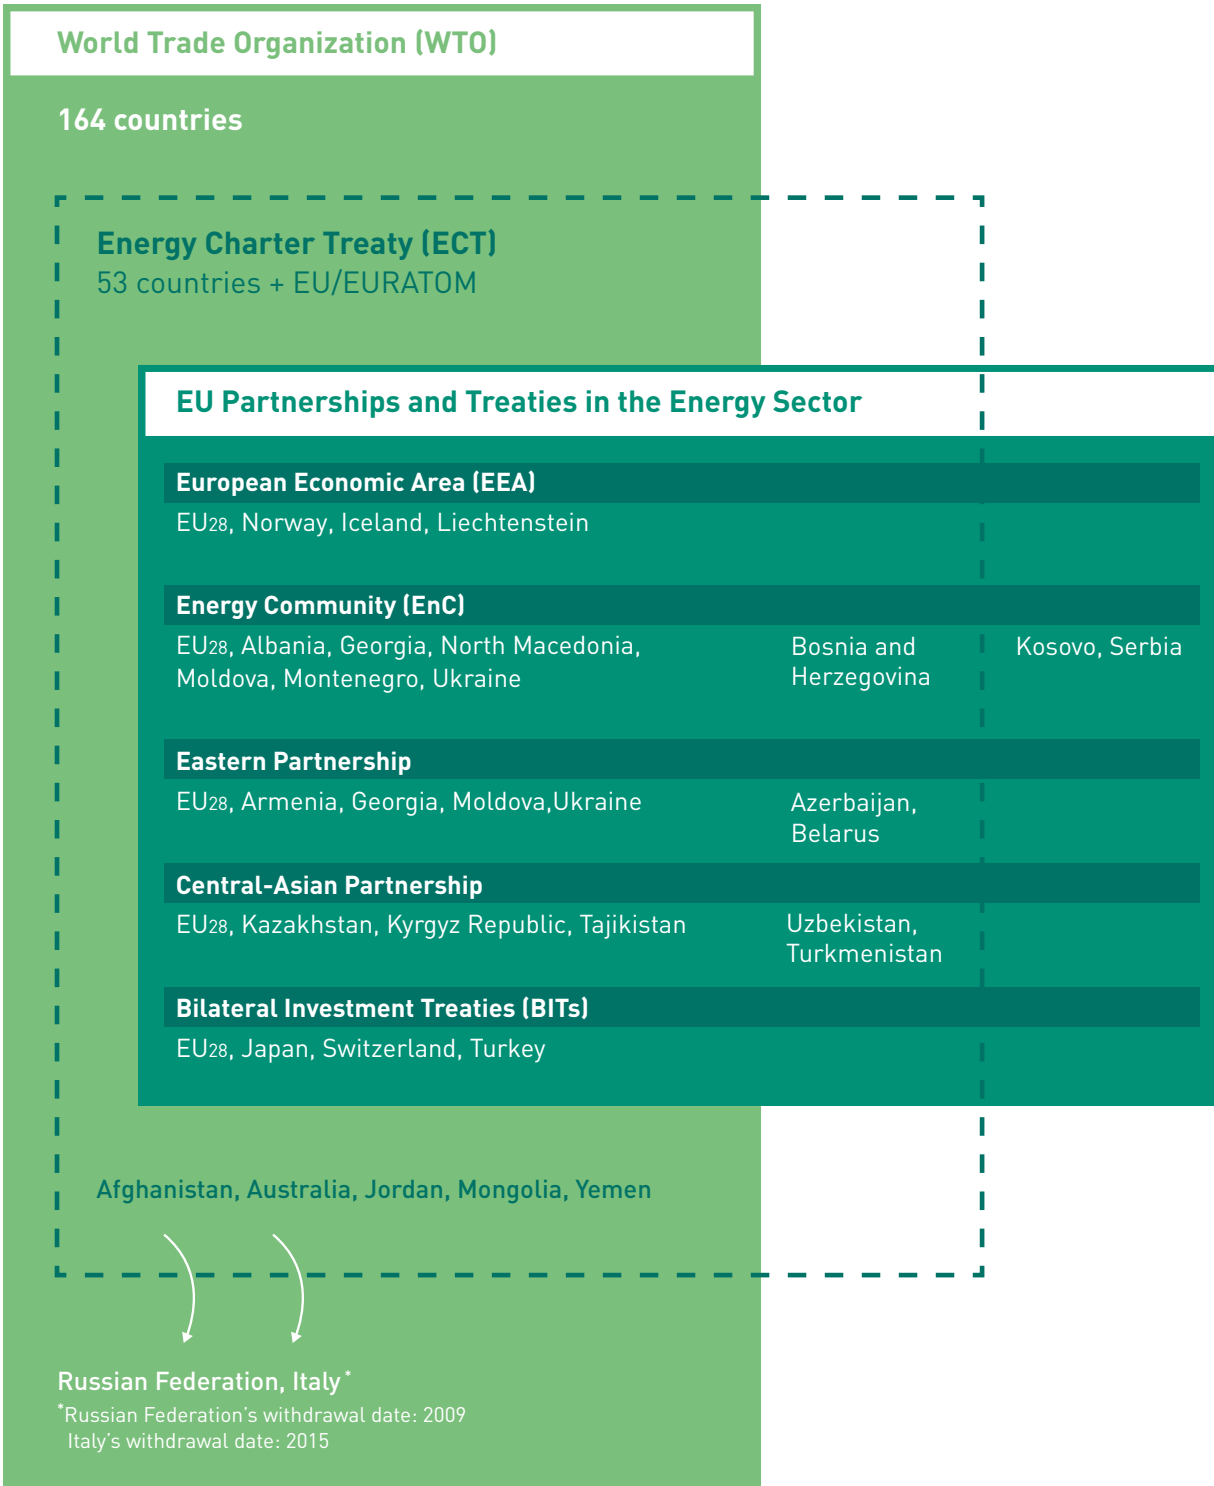 World Trade Organization (WTO)
164 countries
Energy Charter Treaty (ECT)
53 countries + EU/EURATOM
EU Partnerships and Treaties in the Energy Sector
European Economic Area (EEA)
EU28, Norway, Iceland, Liechtenstein
Energy Community (EnC)
EU28, Albania, Georgia, North Macedonia,
Moldova, Montenegro, Ukraine
Bosnia and
Herzegovina
Kosovo, Serbia
Eastern Partnership
EU28, Armenia, Georgia, Moldova,Ukraine
Azerbaijan,
Belarus
Central-Asian Partnership
EU28, Kazakhstan, Kyrgyz Republic, Tajikistan
Uzbekistan,
Turkmenistan
Bilateral Investment Treaties (BITs)
EU28, Japan, Switzerland, Turkey
Afghanistan, Australia, Jordan, Mongolia, Yemen
Russian Federation, Italy*
*Russian Federation's withdrawal date: 2009
Italy's withdrawal date: 2015